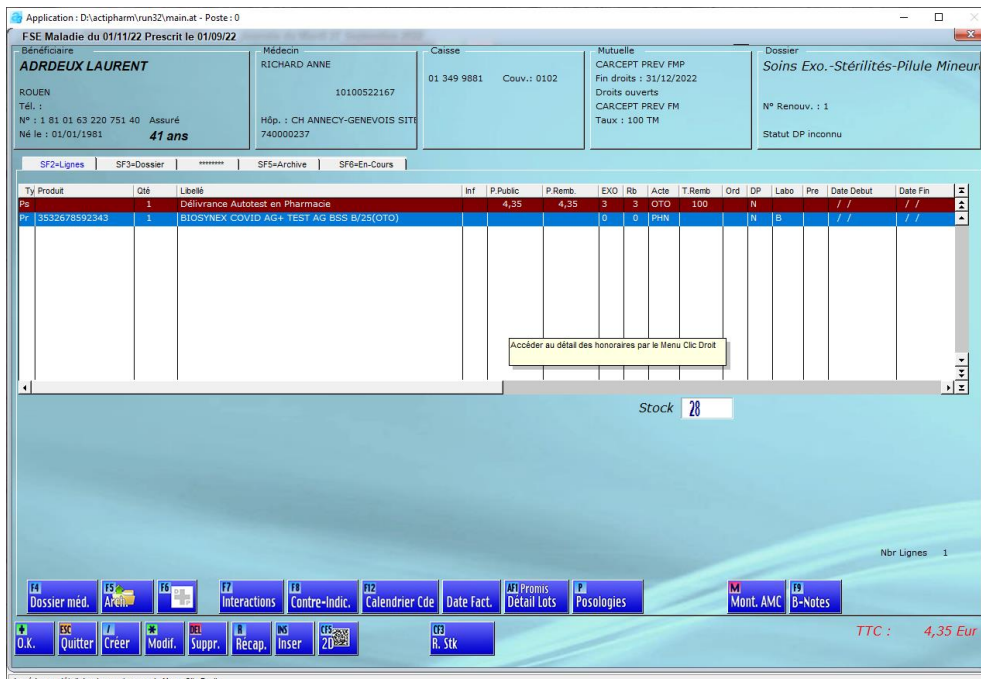 Application : D:\actipharm\run32\main.at - Poste : 0
FSE Maladie du 01/11/22 Prescrit le 01/09/22
Bénéficiaire
ADRDEUX LAURENT
ROUEN
Tél. :
N° : 1 81 01 63 220 751 40 Assuré
Né le : 01/01/1981 41 ans
Médecin
RICHARD ANNE
10100522167
Hôp. : CH ANNECY-GENEVOIS SITE
740000237
Caisse
01 349 9881 Couv.: 0102
Mutuelle
CARCEPT PREV FMP
Fin droits : 31/12/2022
Droits ouverts
CARCEPT PREV FM
Taux : 100 TM
Dossier
Soins Exo.-Stérilités-Pilule Mineur
N° Renouv. : 1
Statut DP inconnu
SF2=Lignes SF3=Dossier ******** SF5=Archive SF6=En-Cours
Ty Produit Qté Libellé Inf P.Public P.Remb. EXO Rb Acte T.Remb Ord DP Labo Pre Date Debut Date Fin
Ps 1 Délivrance Autotest en Pharmacie 4,35 4,35 3 3 OTO 100 N / / / /
Pr 3532678592343 1 BIOSYNEX COVID AG+ TEST AG BSS B/25(OTO) 0 0 PHN N B / / / /
Accéder au détail des honoraires par le Menu Clic Droit
Stock 28
Nbr Lignes 1
F4 Dossier méd. F5 Arch. F6 F7 Interactions F8 Contre-Indic. F12 Calendrier Cde Date Fact. AF1 Promis Détail Lots P Posologies M Mont. AMC F9 B-Notes
O.K. ESC Quitter / Créer * Modif. DEL Suppr. R Récap. INS Inser CF5 2D CF3 R. Stk
TTC : 4,35 Eur